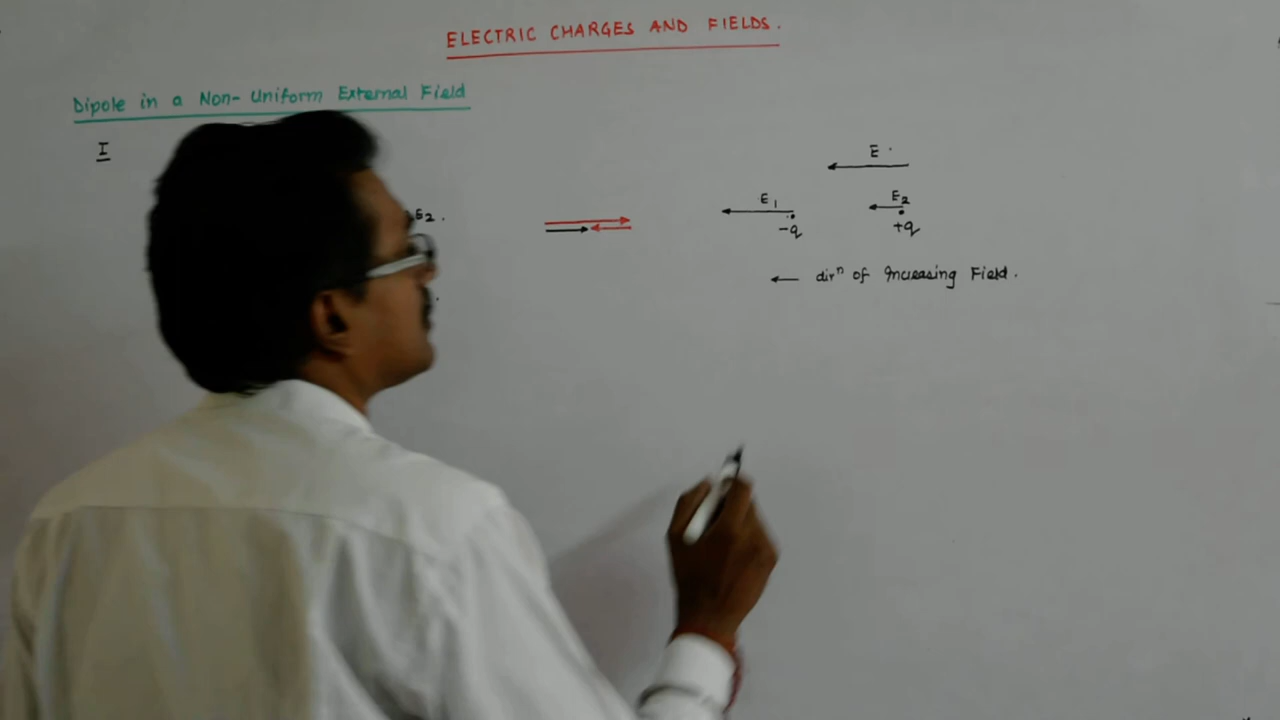 ELECTRIC CHARGES AND FIELDS.
Dipole in a Non-Uniform External Field
I
E
E₂.
E₁
E₂
-q
+q
← dirⁿ of Increasing Field.